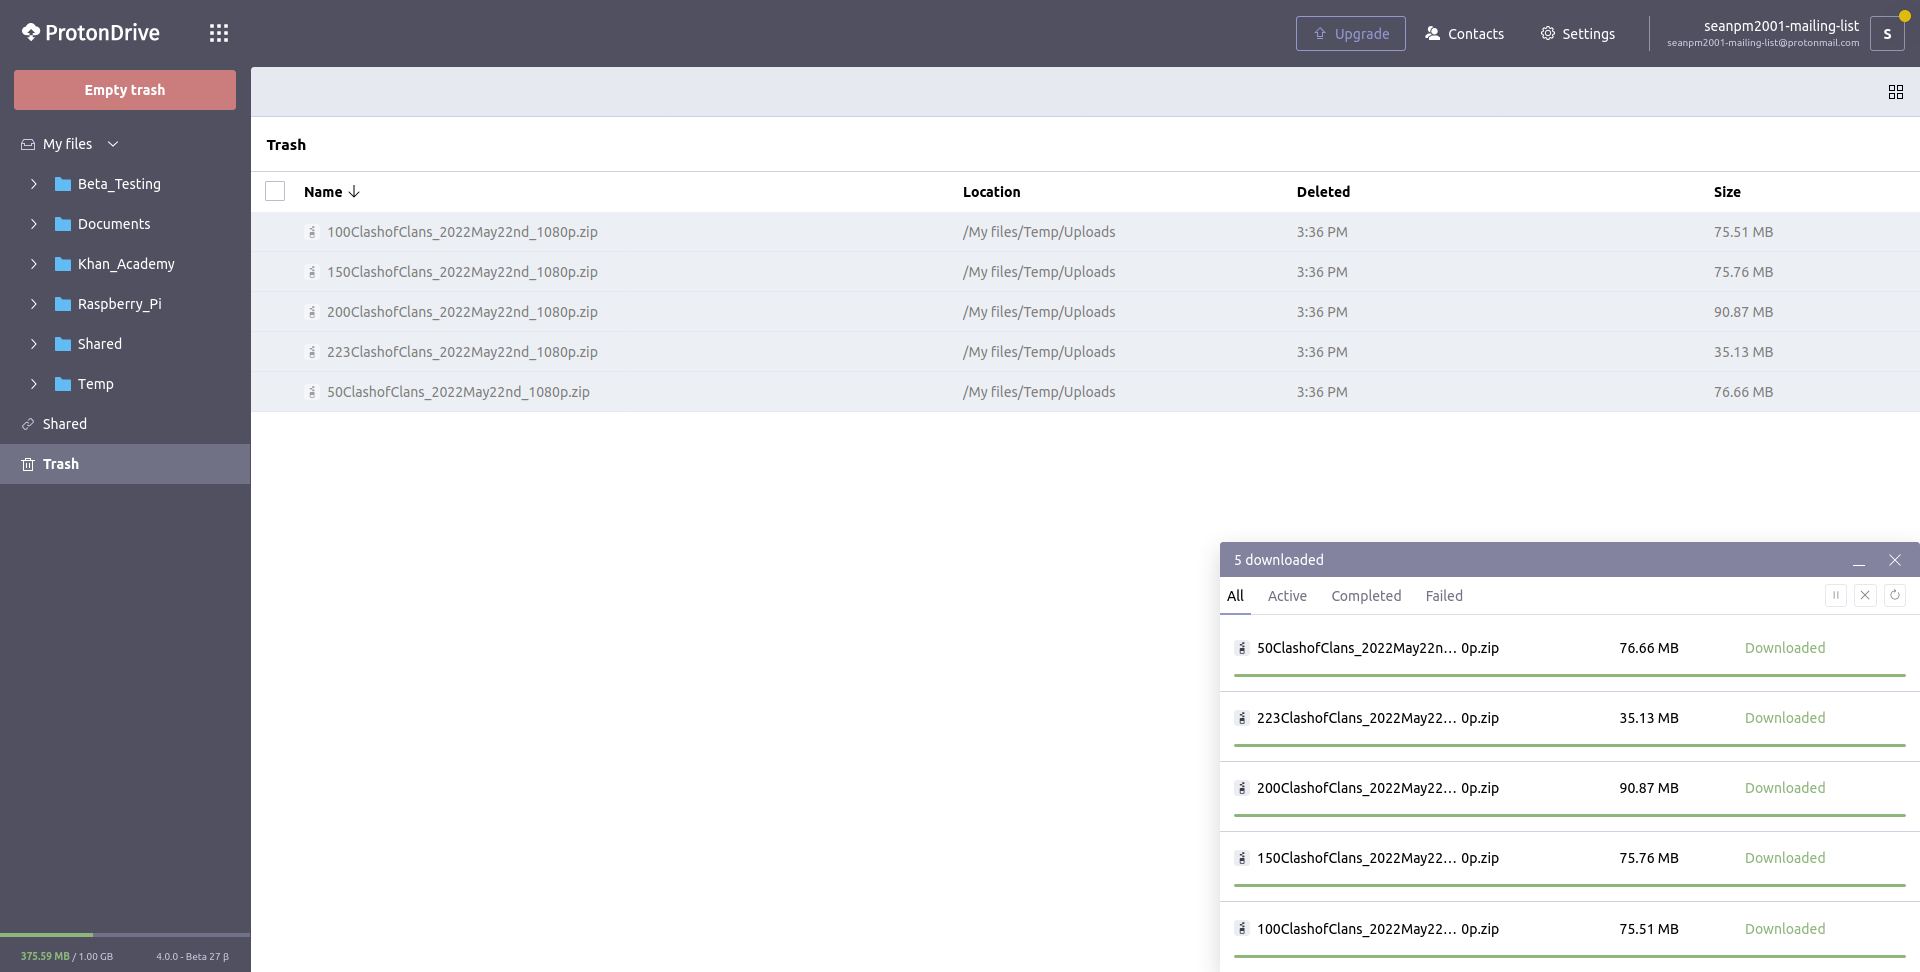 ProtonDrive
Upgrade
Contacts
Settings
seanpm2001-mailing-list
seanpm2001-mailing-list@protonmail.com
S
Empty trash
My files
Beta_Testing
Documents
Khan_Academy
Raspberry_Pi
Shared
Temp
Shared
Trash
375.59 MB / 1.00 GB
4.0.0 - Beta 27 β
Trash
Name Location Deleted Size
100ClashofClans_2022May22nd_1080p.zip /My files/Temp/Uploads 3:36 PM 75.51 MB
150ClashofClans_2022May22nd_1080p.zip /My files/Temp/Uploads 3:36 PM 75.76 MB
200ClashofClans_2022May22nd_1080p.zip /My files/Temp/Uploads 3:36 PM 90.87 MB
223ClashofClans_2022May22nd_1080p.zip /My files/Temp/Uploads 3:36 PM 35.13 MB
50ClashofClans_2022May22nd_1080p.zip /My files/Temp/Uploads 3:36 PM 76.66 MB
5 downloaded
All Active Completed Failed
50ClashofClans_2022May22n... 0p.zip 76.66 MB Downloaded
223ClashofClans_2022May22... 0p.zip 35.13 MB Downloaded
200ClashofClans_2022May22... 0p.zip 90.87 MB Downloaded
150ClashofClans_2022May22... 0p.zip 75.76 MB Downloaded
100ClashofClans_2022May22... 0p.zip 75.51 MB Downloaded